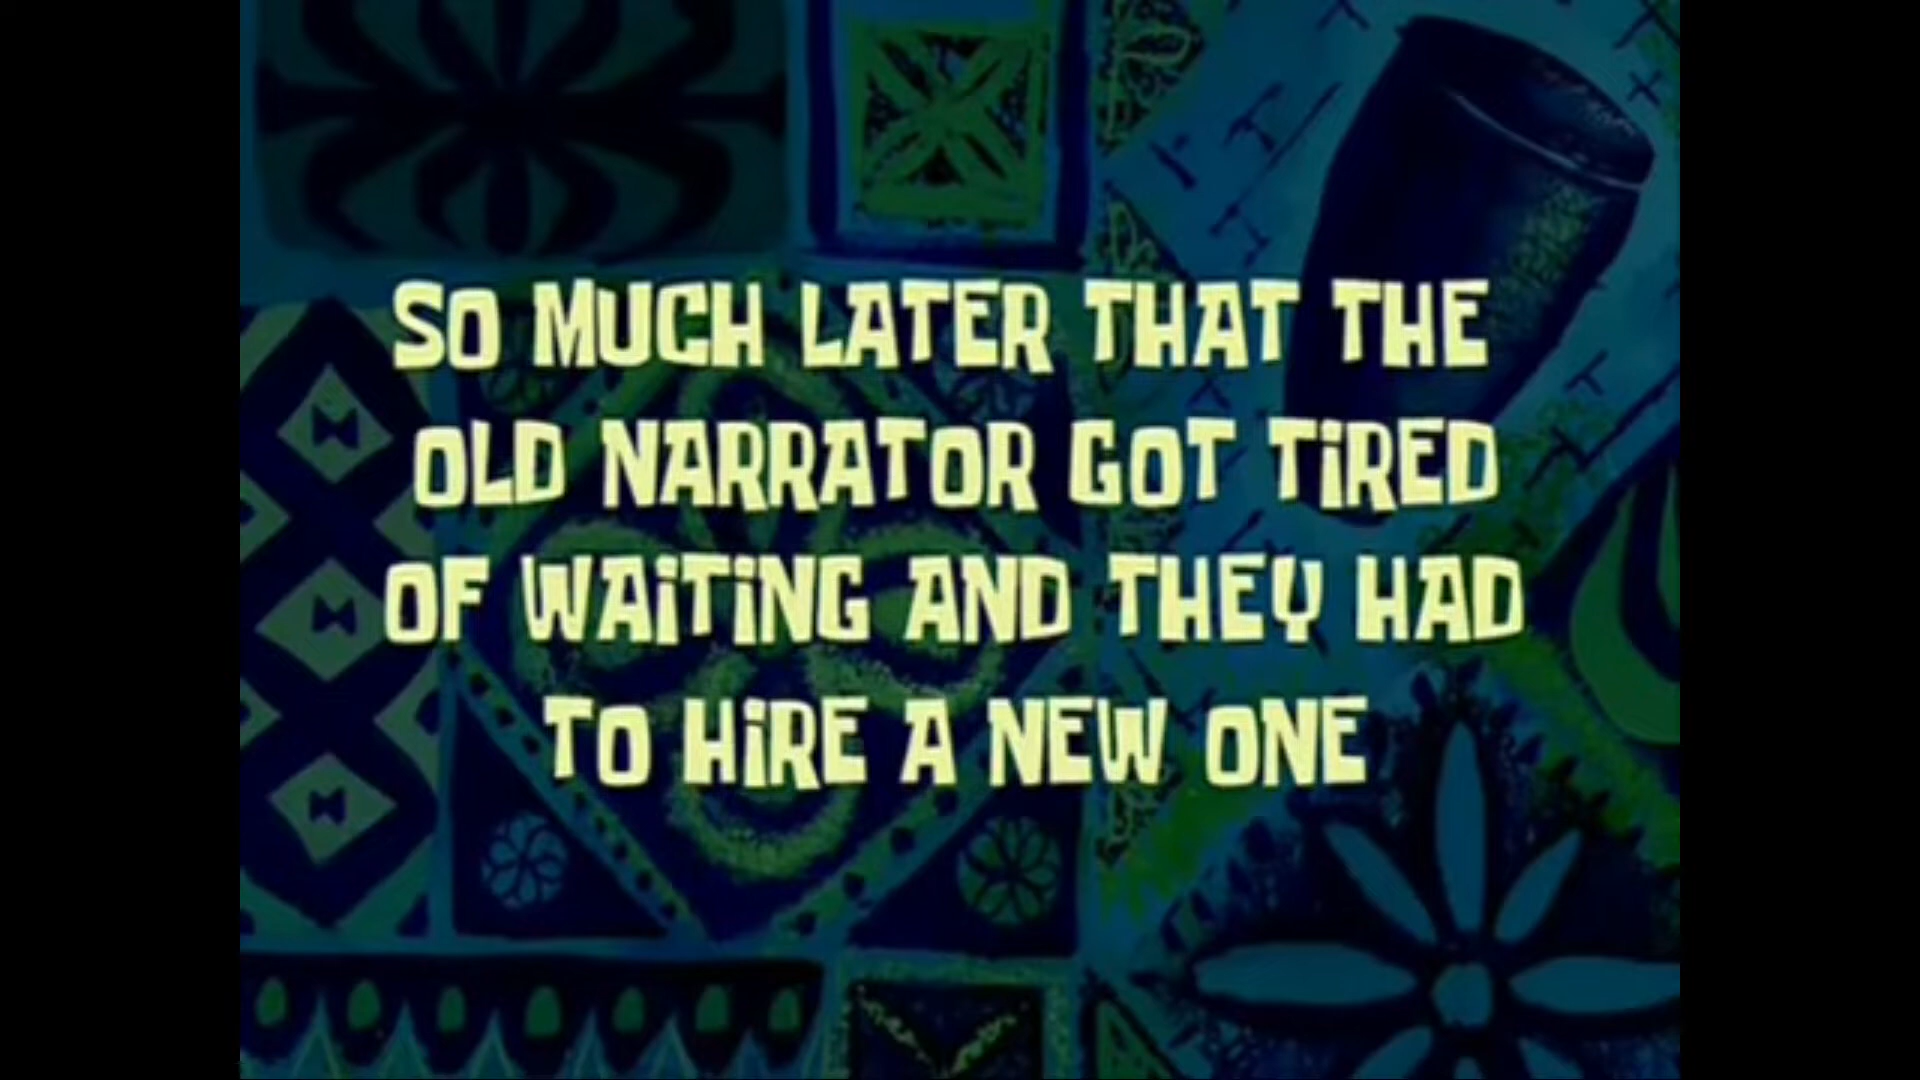 SO MUCH LATER THAT THE
OLD NARRATOR GOT TiRED
OF WAiTiNG AND THEY HAD
TO HiRE A NEW ONE